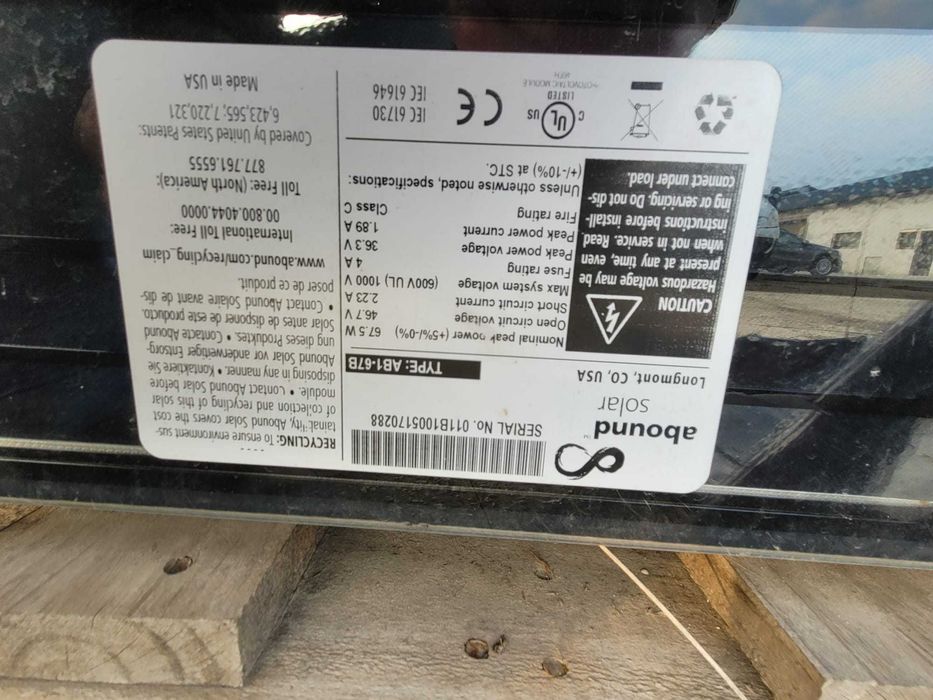 abound™
solar
Longmont, CO, USA
SERIAL NO. 011B1005170288
TYPE: AB1-67B
CAUTION
Hazardous voltage may be
present at any time, even
when not in service. Read
instructions before install-
ing or servicing. Do not dis-
connect under load.
Nominal peak power (+5%/-0%) 67.5 W
Open circuit voltage 46.7 V
Short circuit current 2.23 A
Max system voltage (600V UL) 1000 V
Fuse rating 4 A
Peak power voltage 36.3 V
Peak power current 1.89 A
Fire rating Class C
Unless otherwise noted, specifications:
(+/-10%) at STC.
C UL US
LISTED
PHOTOVOLTAIC MODULE
CE
IEC 61730
IEC 61646
RECYCLING: To ensure environment
sus-
tainability, Abound Solar covers the cost
of collection and recycling of this solar
module. • Contact Abound Solar before
disposing in any manner. • Kontaktiere
Abound Solar vor anderweitiger Entsorg-
ung dieses Produktes • Contacte Abound
Solar antes de disponer de este producto
• Contacter Abound Solaire avant de dis-
poser de ce poser
www.abound.com/recycling_claim
International Toll Free:
00.800.4044.0000
Toll Free (North America):
877.761.6555
Covered by United States Patents:
6,423,565; 7,220,321
Made in USA